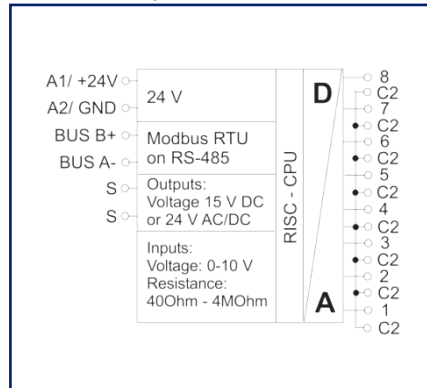 A1/ +24V
A2/ GND
BUS B+
BUS A-
S
S
24 V
Modbus RTU
on RS-485
Outputs:
Voltage 15 V DC
or 24 V AC/DC
Inputs:
Voltage: 0-10 V
Resistance:
40Ohm - 4MOhm
RISC - CPU
D
A
8
C2
7
C2
6
C2
5
C2
4
C2
3
C2
2
C2
1
C2